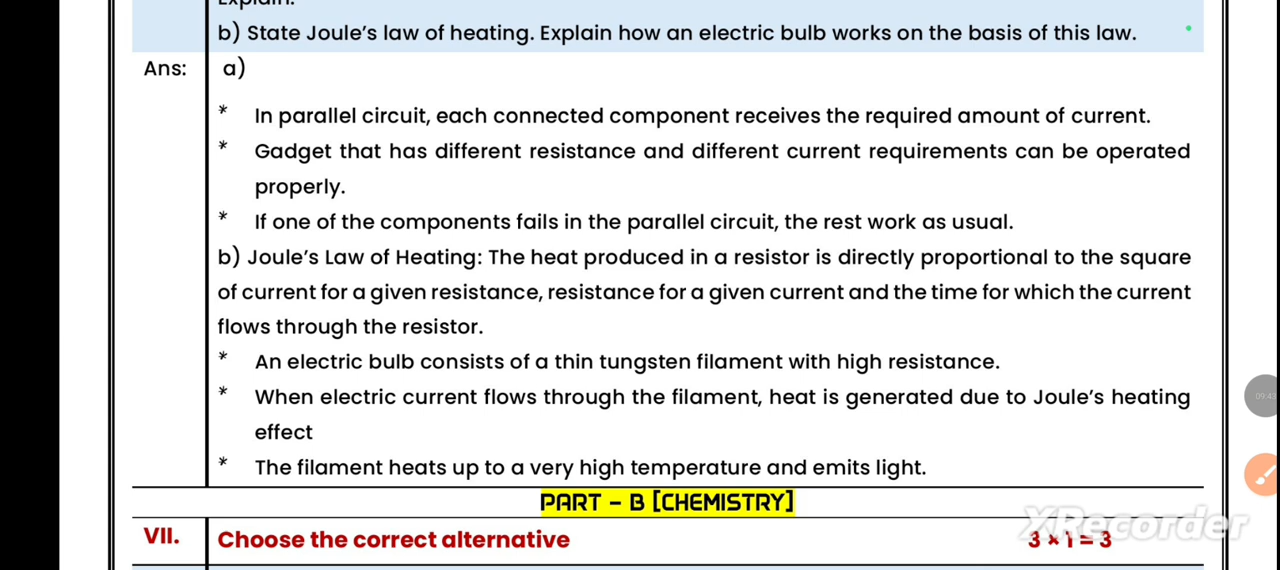 Explain.
b) State Joule's law of heating. Explain how an electric bulb works on the basis of this law.
Ans: a)
* In parallel circuit, each connected component receives the required amount of current.
* Gadget that has different resistance and different current requirements can be operated
properly.
* If one of the components fails in the parallel circuit, the rest work as usual.
b) Joule's Law of Heating: The heat produced in a resistor is directly proportional to the square
of current for a given resistance, resistance for a given current and the time for which the current
flows through the resistor.
* An electric bulb consists of a thin tungsten filament with high resistance.
* When electric current flows through the filament, heat is generated due to Joule's heating
effect
* The filament heats up to a very high temperature and emits light.
PART – B [CHEMISTRY]
VII. Choose the correct alternative 3 × 1 = 3
XRecorder